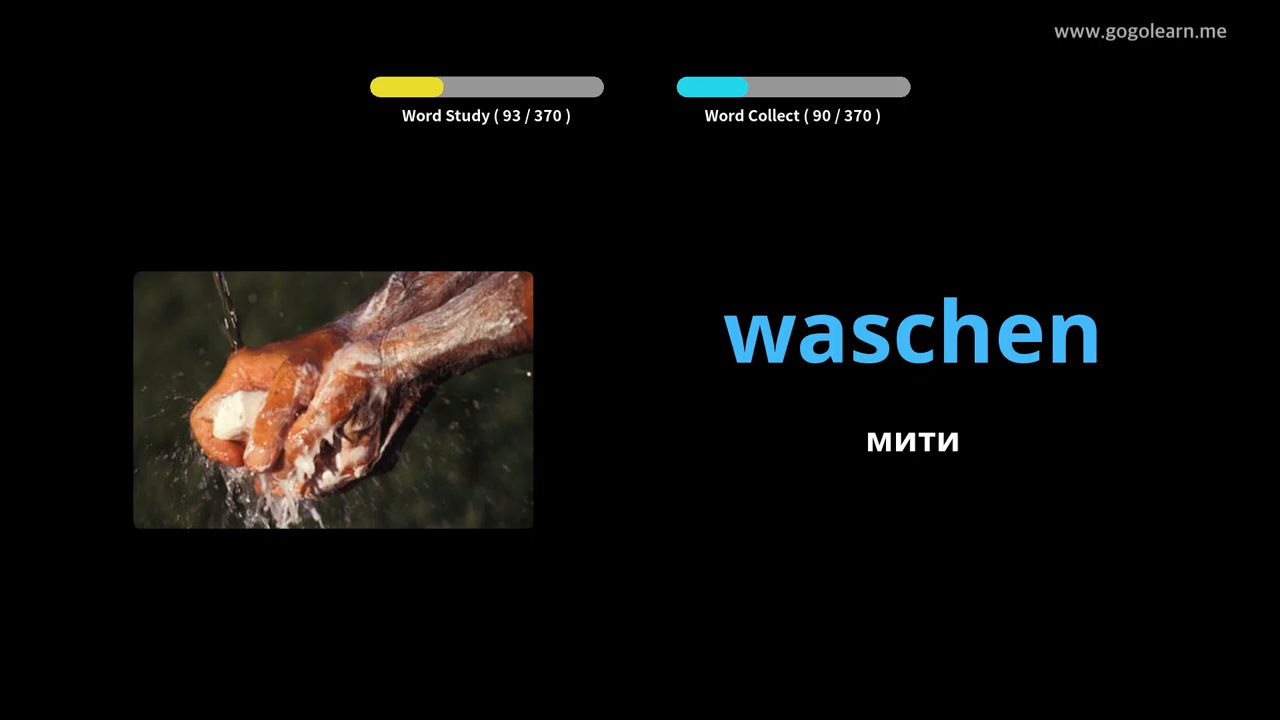 www.gogolearn.me
Word Study ( 93 / 370 )
Word Collect ( 90 / 370 )
waschen
мити